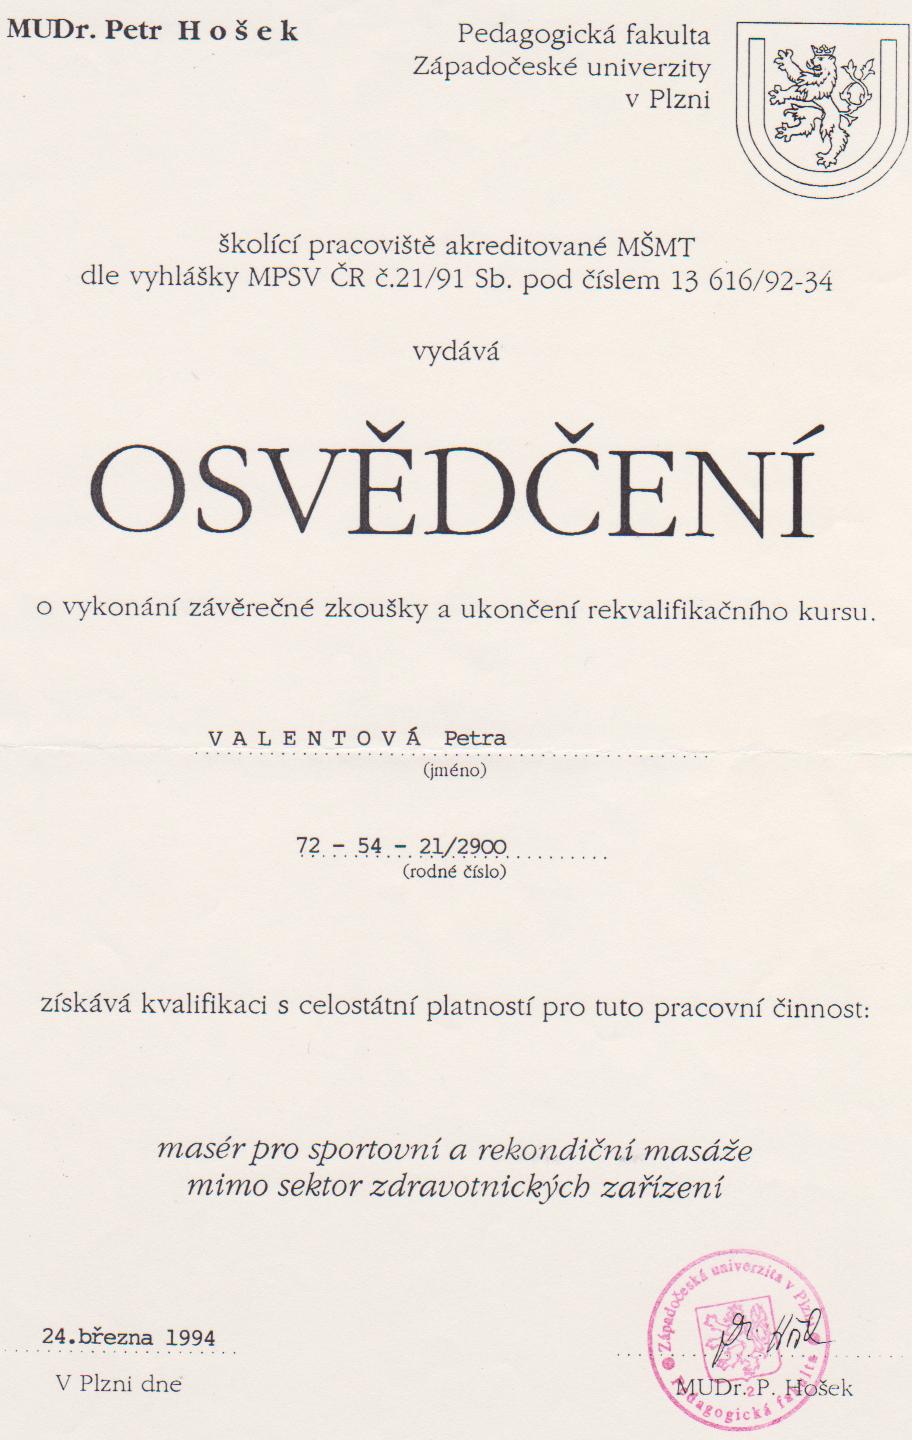 MUDr. Petr Hošek
Pedagogická fakulta
Západočeské univerzity
v Plzni
školící pracoviště akreditované MŠMT
dle vyhlášky MPSV ČR č.21/91 Sb. pod číslem 13 616/92-34
vydává
OSVĚDČENÍ
o vykonání závěrečné zkoušky a ukončení rekvalifikačního kursu.
VALENTOVÁ Petra
(jméno)
72 - 54 - 21/2900
(rodné číslo)
získává kvalifikaci s celostátní platností pro tuto pracovní činnost:
masér pro sportovní a rekondiční masáže
mimo sektor zdravotnických zařízení
Západočeská univerzita v Plzni
Pedagogická fakulta
2
24.března 1994
V Plzni dne
MUDr. P. Hošek